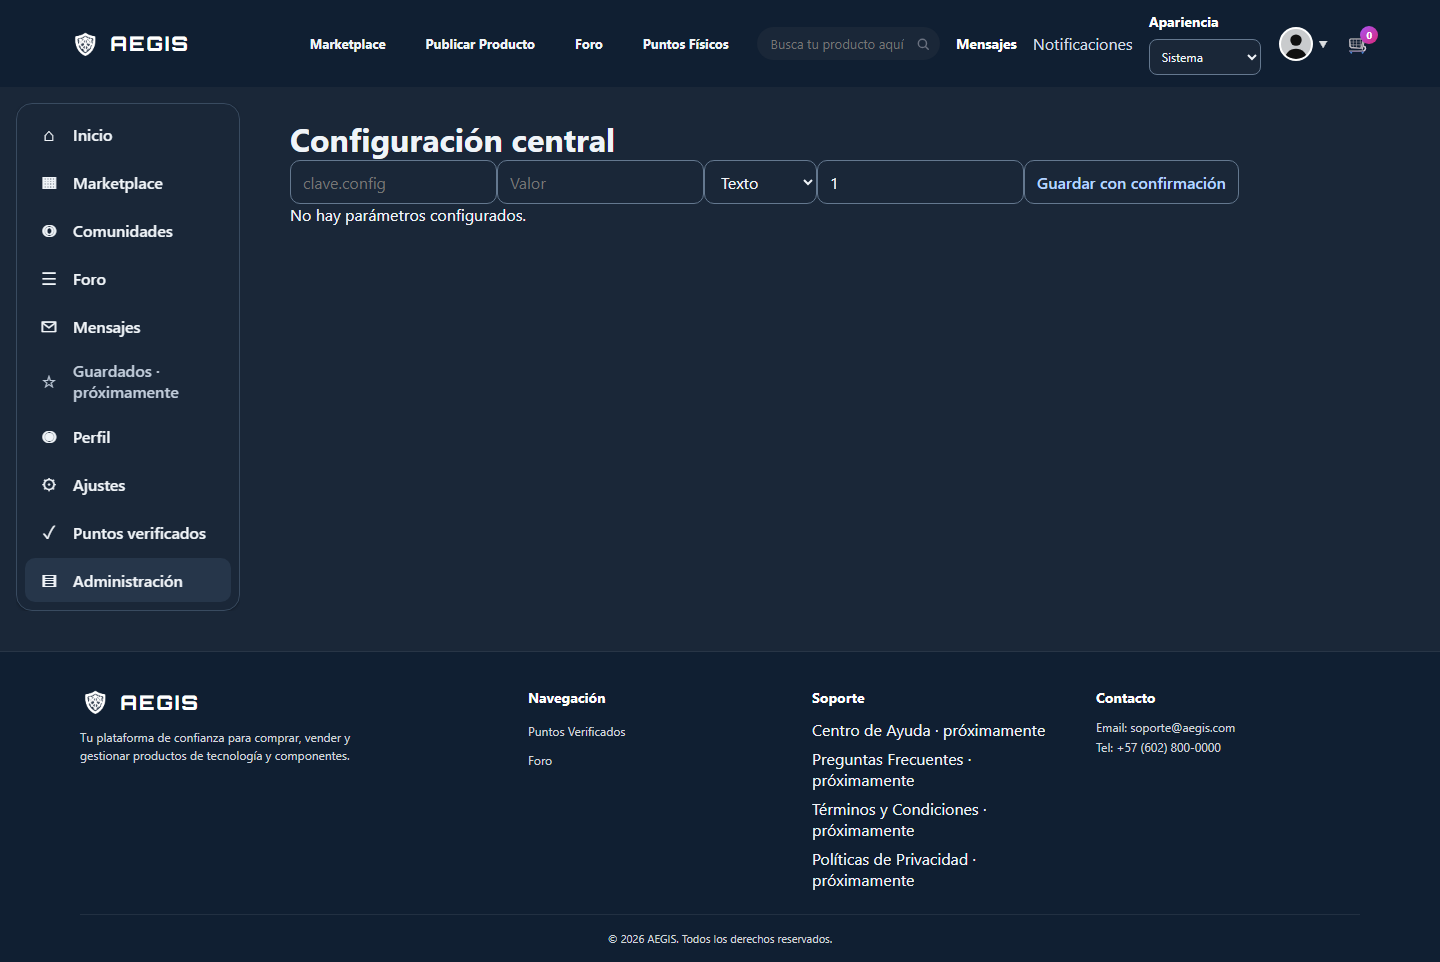 AEGIS
Marketplace
Publicar Producto
Foro
Puntos Físicos
Busca tu producto aquí
Mensajes
Notificaciones
Apariencia
Sistema
0
Inicio
Marketplace
Comunidades
Foro
Mensajes
Guardados ·
próximamente
Perfil
Ajustes
Puntos verificados
Administración
Configuración central
clave.config
Valor
Texto
1
Guardar con confirmación
No hay parámetros configurados.
AEGIS
Tu plataforma de confianza para comprar, vender y
gestionar productos de tecnología y componentes.
Navegación
Puntos Verificados
Foro
Soporte
Centro de Ayuda · próximamente
Preguntas Frecuentes ·
próximamente
Términos y Condiciones ·
próximamente
Políticas de Privacidad ·
próximamente
Contacto
Email: soporte@aegis.com
Tel: +57 (602) 800-0000
© 2026 AEGIS. Todos los derechos reservados.